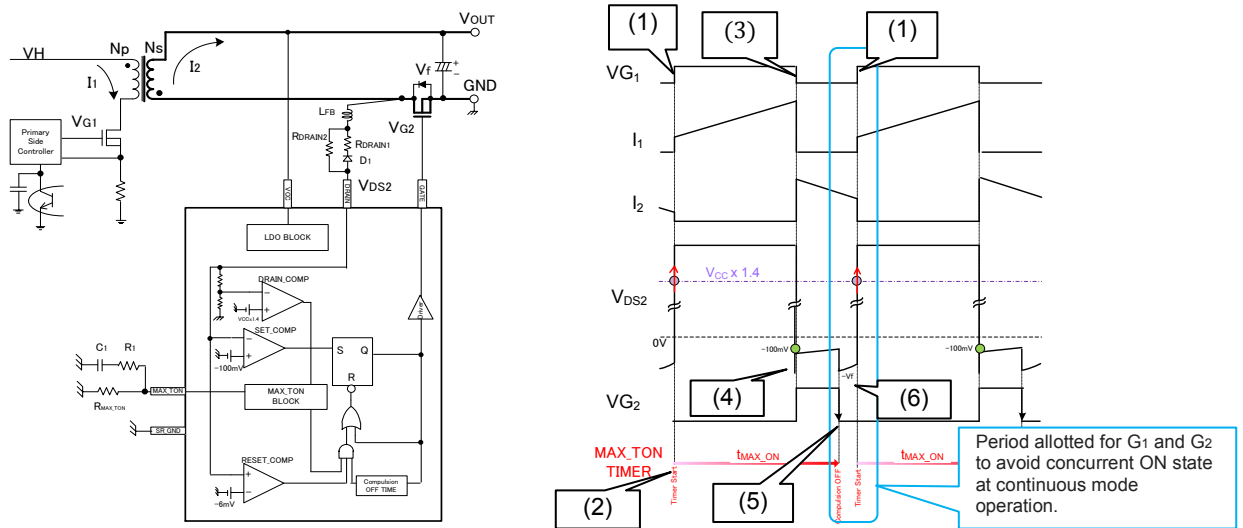 VOUT
VH
Np
Ns
I1
I2
Vf
+
−
GND
VG1
LFB
VG2
RDRAIN2
RDRAIN1
D1
Primary
Side
Controller
VDS2
VCC
DRAIN
GATE
LDO BLOCK
DRAIN_COMP
−
+
VCC×1.4
SET_COMP
−
+
−100mV
S
Q
R
C1
R1
MAX_TON
RMAX_TON
MAX_TON
BLOCK
SR_GND
RESET_COMP
+
−
−6mV
Compulsion
OFF TIME
(1)
(3)
(1)
VG1
I1
I2
VCC x 1.4
VDS2
0V
−100mV
−100mV
−Vf
(4)
(6)
VG2
MAX_TON
TIMER
Timer Start
tMAX_ON
Compulsion OFF
Timer Start
tMAX_ON
(2)
(5)
Period allotted for G1 and G2
to avoid concurrent ON state
at continuous mode
operation.